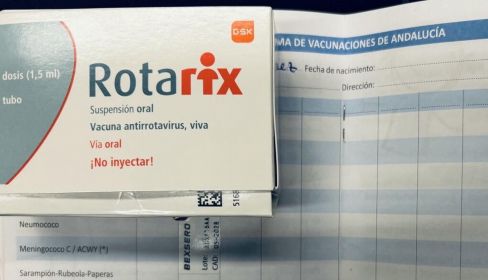 GSK
dosis (1,5 ml)
tubo
Rotarix
Suspensión oral
Vacuna antirrotavirus, viva
Vía oral
¡No inyectar!
MA DE VACUNACIONES DE ANDALUCÍA
Fecha de nacimiento:
Dirección:
Neumococo
Meningococo C / ACWY (*)
Sarampión-Rubeola-Paperas
BEXSERO
Lote:
CAD: